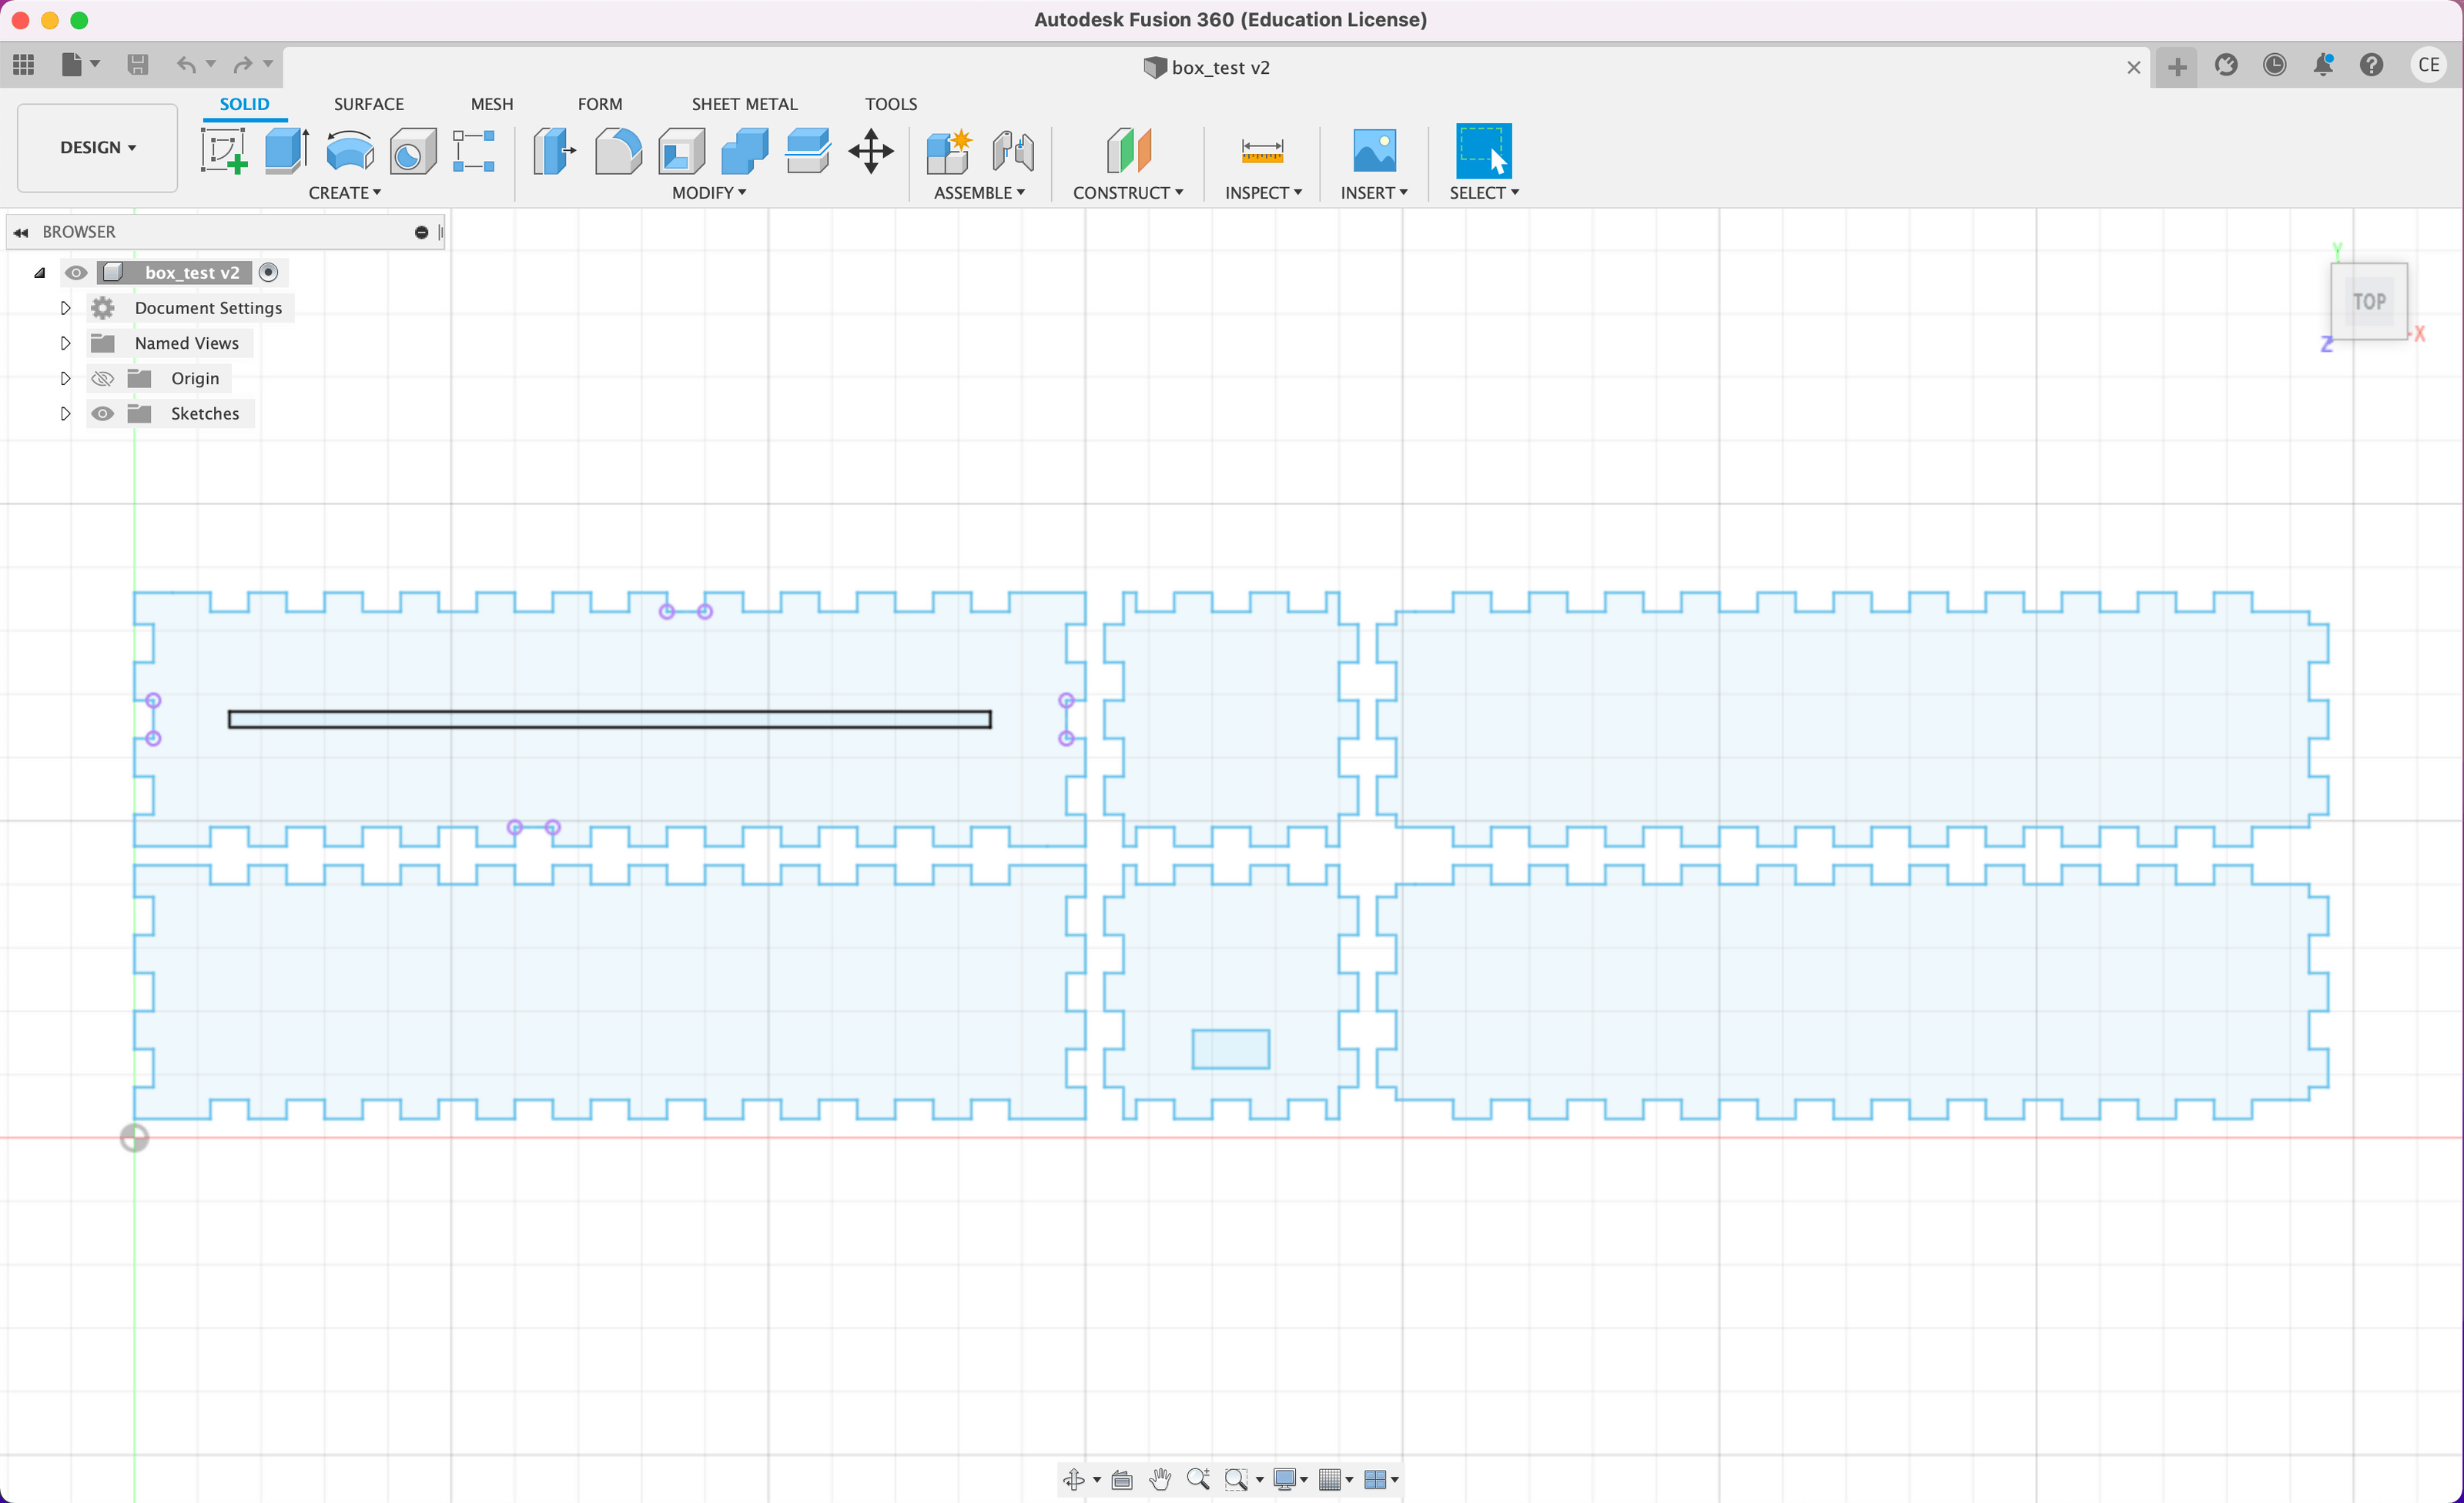 Autodesk Fusion 360 (Education License)
box_test v2
CE
DESIGN
SOLID SURFACE MESH FORM SHEET METAL TOOLS
CREATE MODIFY ASSEMBLE CONSTRUCT INSPECT INSERT SELECT
BROWSER
box_test v2
Document Settings
Named Views
Origin
Sketches
Y
TOP
X
Z